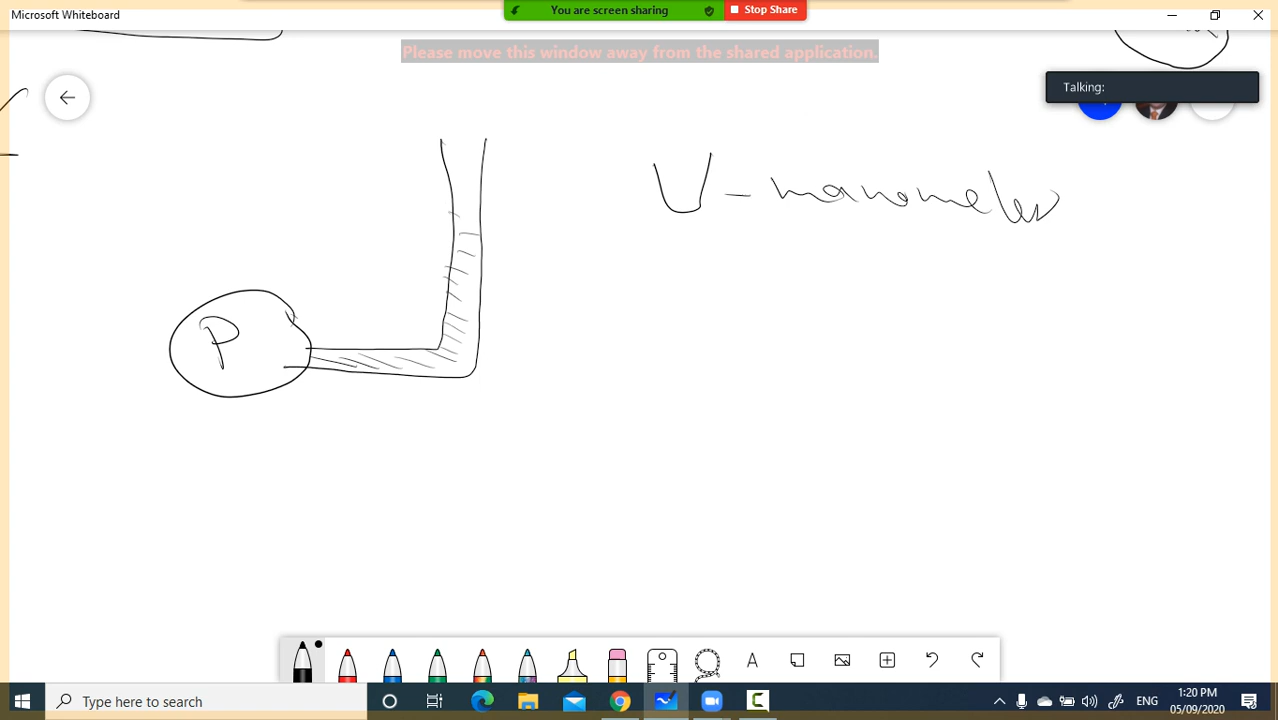 Microsoft Whiteboard
You are screen sharing
Stop Share
Please move this window away from the shared application.
Talking:
U - manometer
P
A
Type here to search
ENG
1:20 PM
05/09/2020